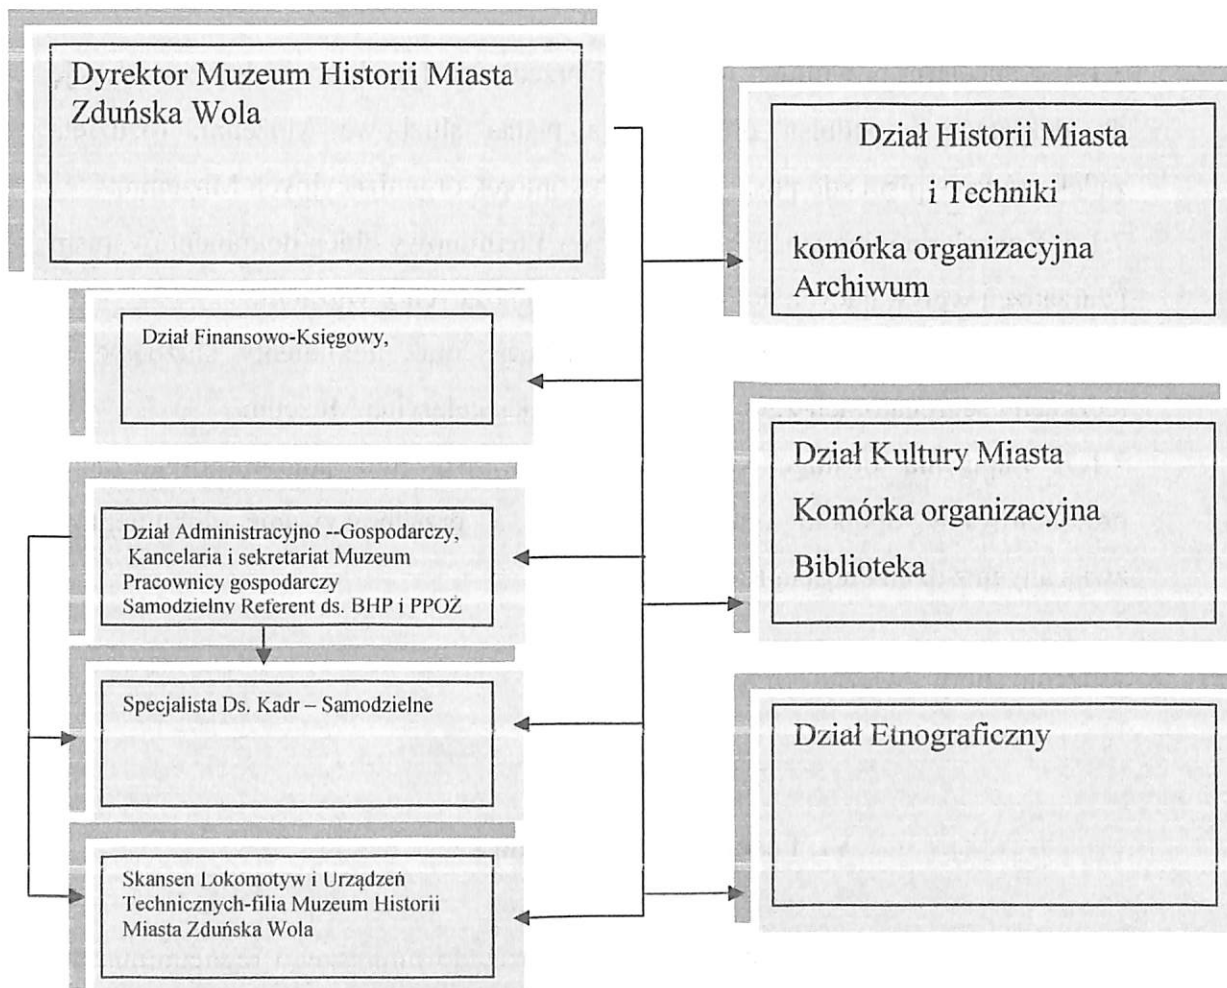 Dyrektor Muzeum Historii Miasta
Zduńska Wola
Dział Historii Miasta
i Techniki
komórka organizacyjna
Archiwum
Dział Finansowo-Księgowy,
Dział Kultury Miasta
Komórka organizacyjna
Biblioteka
Dział Administracyjno --Gospodarczy,
Kancelaria i sekretariat Muzeum
Pracownicy gospodarczy
Samodzielny Referent ds. BHP i PPOŻ
Specjalista Ds. Kadr – Samodzielne
Dział Etnograficzny
Skansen Lokomotyw i Urządzeń
Technicznych-filia Muzeum Historii
Miasta Zduńska Wola